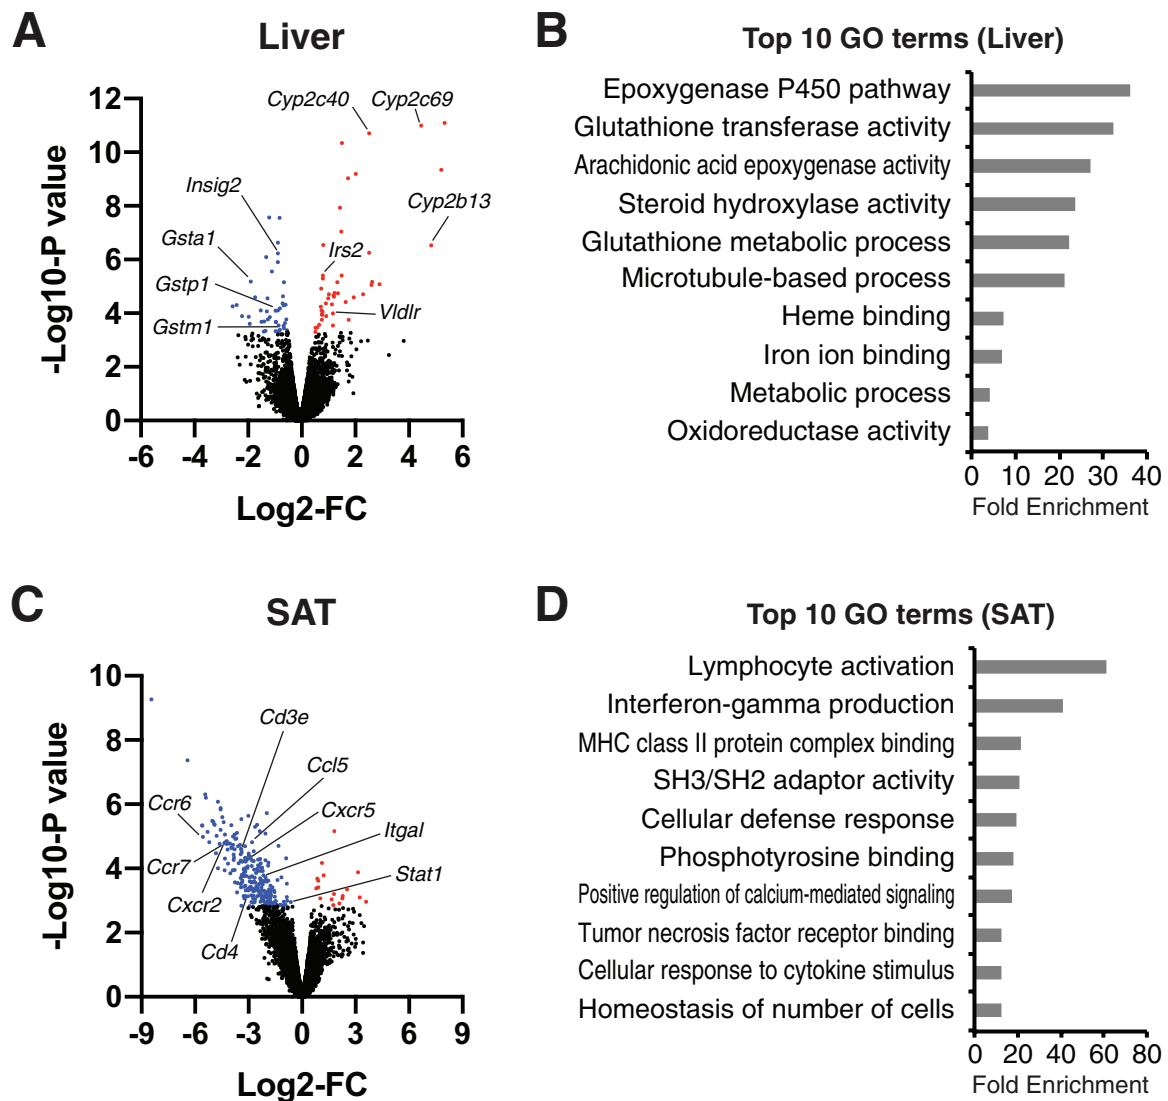 A
Liver
-Log10-P value
12
10
8
6
4
2
0
-6
-4
-2
0
2
4
6
Log2-FC
Cyp2c40
Cyp2c69
Insig2
Cyp2b13
Gsta1
Irs2
Gstp1
Vldlr
Gstm1
B
Top 10 GO terms (Liver)
Epoxygenase P450 pathway
Glutathione transferase activity
Arachidonic acid epoxygenase activity
Steroid hydroxylase activity
Glutathione metabolic process
Microtubule-based process
Heme binding
Iron ion binding
Metabolic process
Oxidoreductase activity
0 10 20 30 40
Fold Enrichment
C
SAT
-Log10-P value
10
8
6
4
2
0
-9
-6
-3
0
3
6
9
Log2-FC
Cd3e
Ccl5
Ccr6
Cxcr5
Itgal
Ccr7
Stat1
Cxcr2
Cd4
D
Top 10 GO terms (SAT)
Lymphocyte activation
Interferon-gamma production
MHC class II protein complex binding
SH3/SH2 adaptor activity
Cellular defense response
Phosphotyrosine binding
Positive regulation of calcium-mediated signaling
Tumor necrosis factor receptor binding
Cellular response to cytokine stimulus
Homeostasis of number of cells
0 20 40 60 80
Fold Enrichment